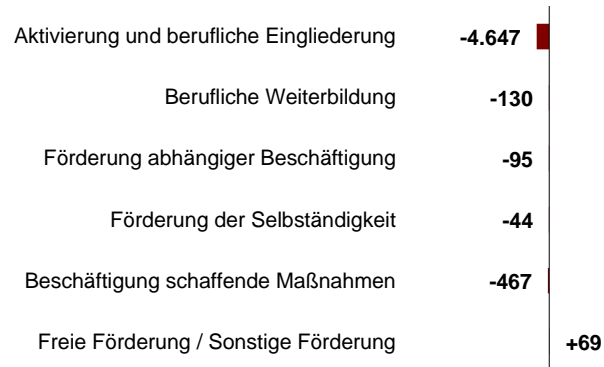 Aktivierung und berufliche Eingliederung -4.647
Berufliche Weiterbildung -130
Förderung abhängiger Beschäftigung -95
Förderung der Selbständigkeit -44
Beschäftigung schaffende Maßnahmen -467
Freie Förderung / Sonstige Förderung +69